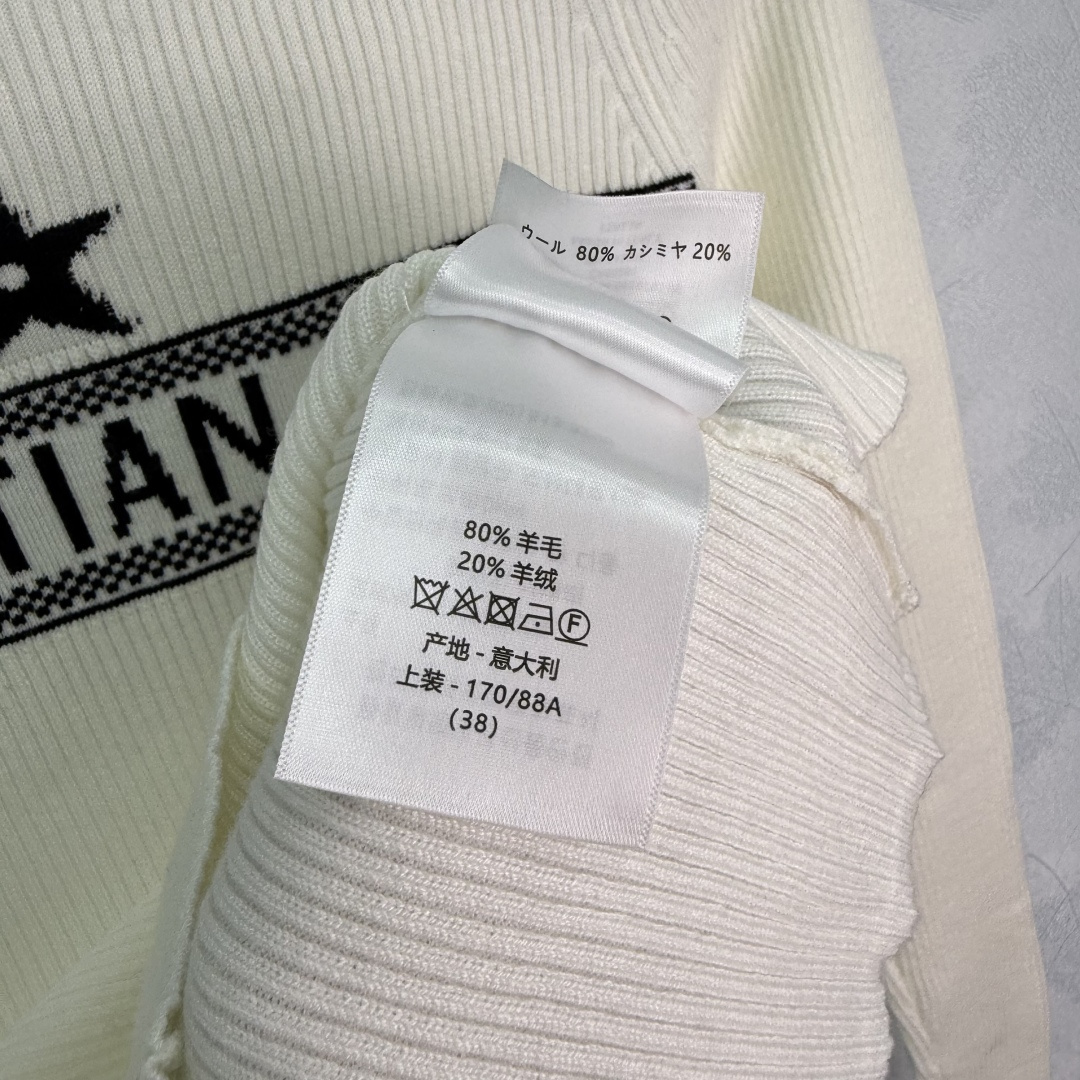 ウール 80% カシミヤ 20%
80% 羊毛
20% 羊绒
F
产地 - 意大利
上装 - 170/88A
(38)
TIAN